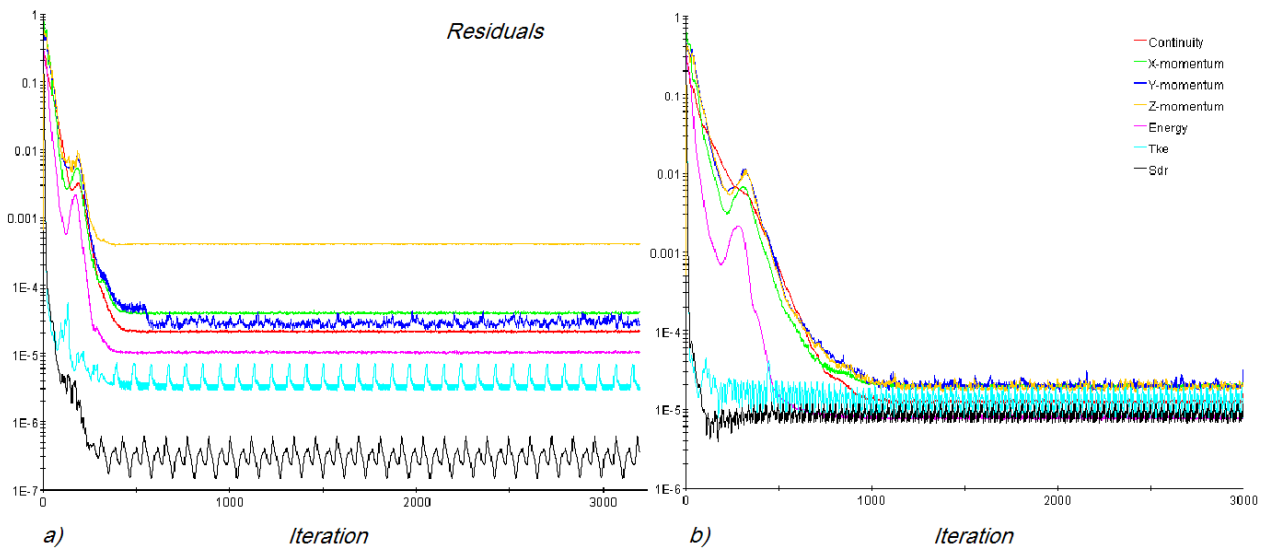 Residuals
1
0.1
0.01
0.001
1E-4
1E-5
1E-6
1E-7
0
1000
2000
3000
a)
Iteration
1
0.1
0.01
0.001
1E-4
1E-5
1E-6
0
1000
2000
3000
b)
Iteration
Continuity
X-momentum
Y-momentum
Z-momentum
Energy
Tke
Sdr